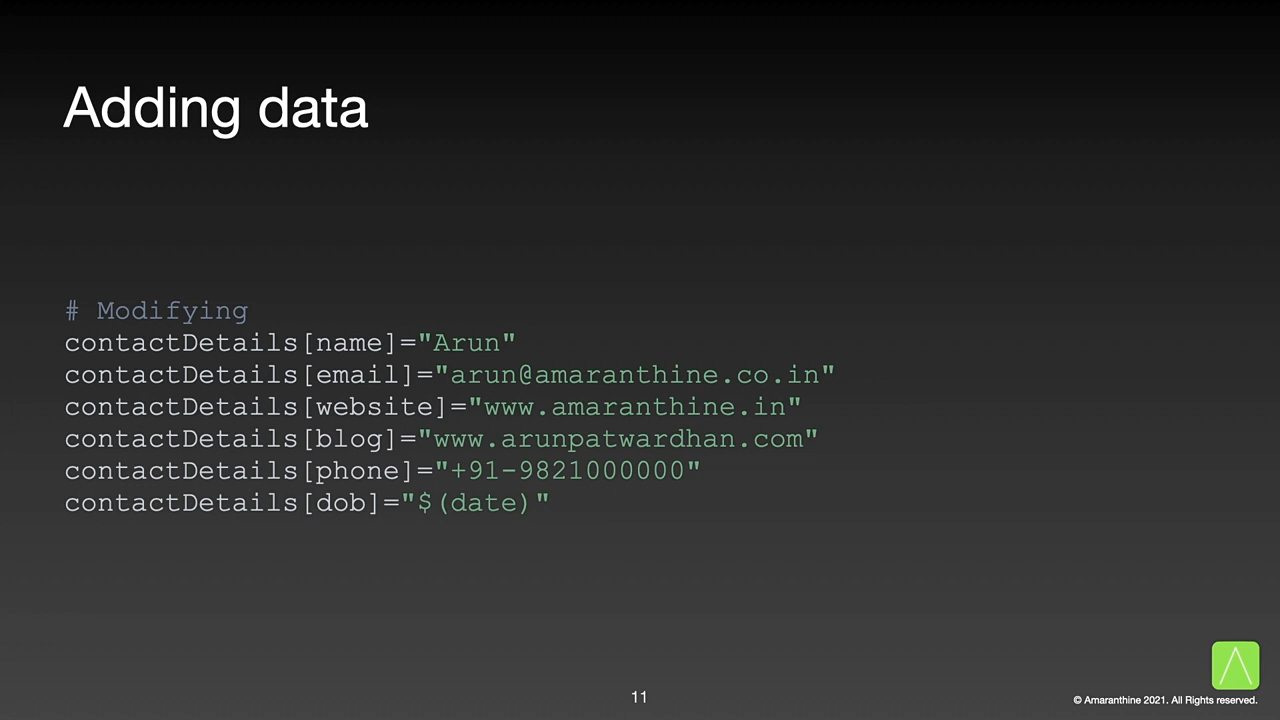 Adding data
# Modifying
contactDetails[name]="Arun"
contactDetails[email]="arun@amaranthine.co.in"
contactDetails[website]="www.amaranthine.in"
contactDetails[blog]="www.arunpatwardhan.com"
contactDetails[phone]="+91-9821000000"
contactDetails[dob]="$(date)"
11
© Amaranthine 2021. All Rights reserved.